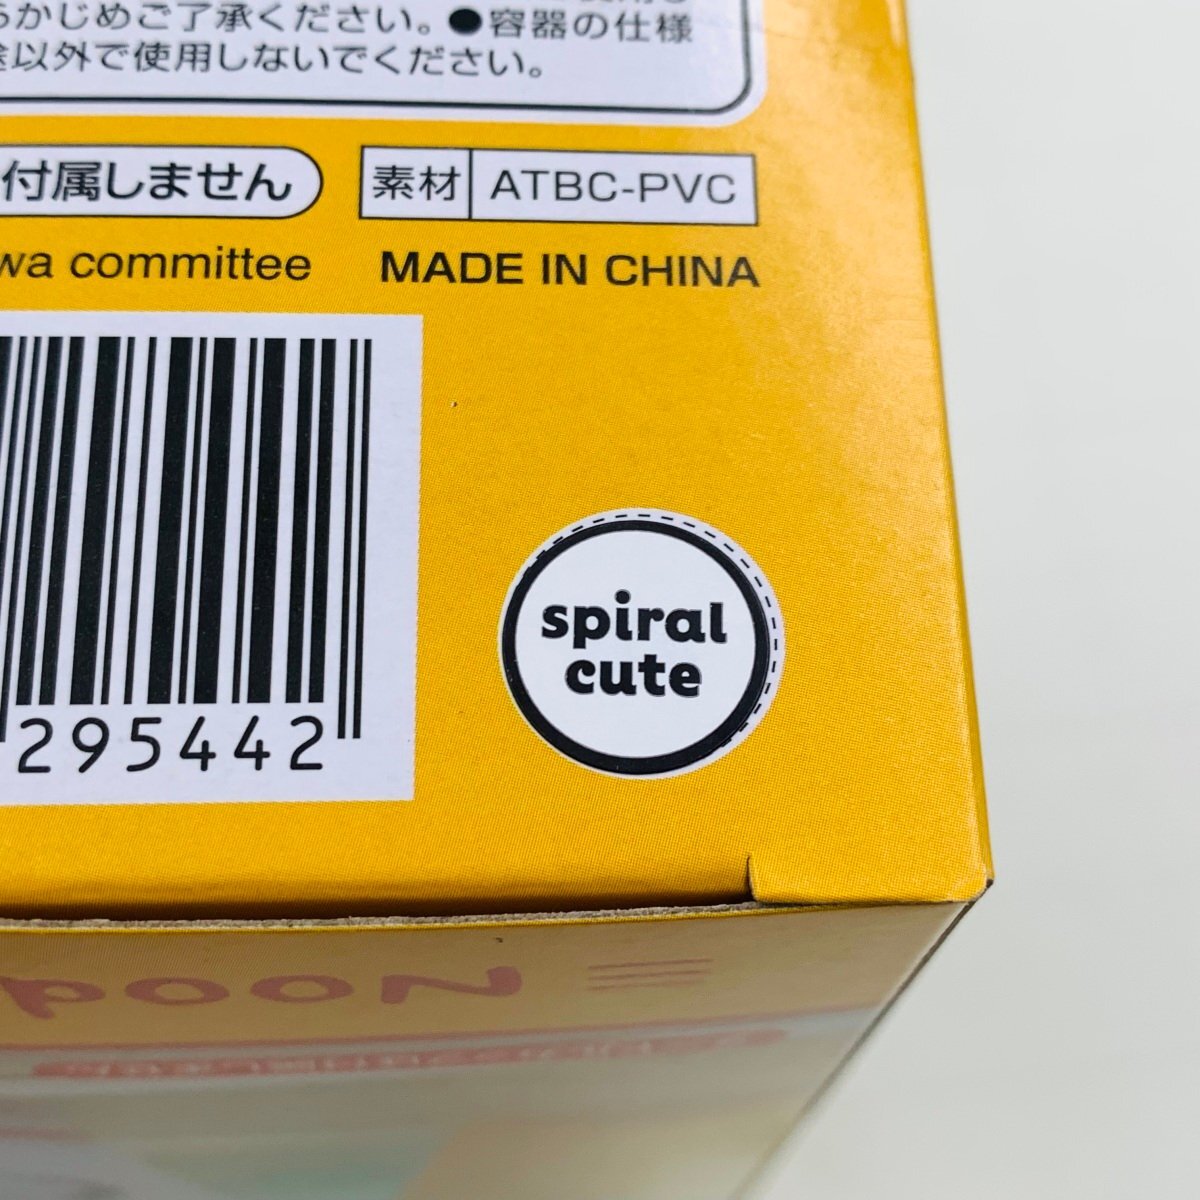 らかじめご了承ください。●容器の仕様
途以外で使用しないでください。
付属しません
素材 ATBC-PVC
wa committee MADE IN CHINA
295442
spiral
cute
poon